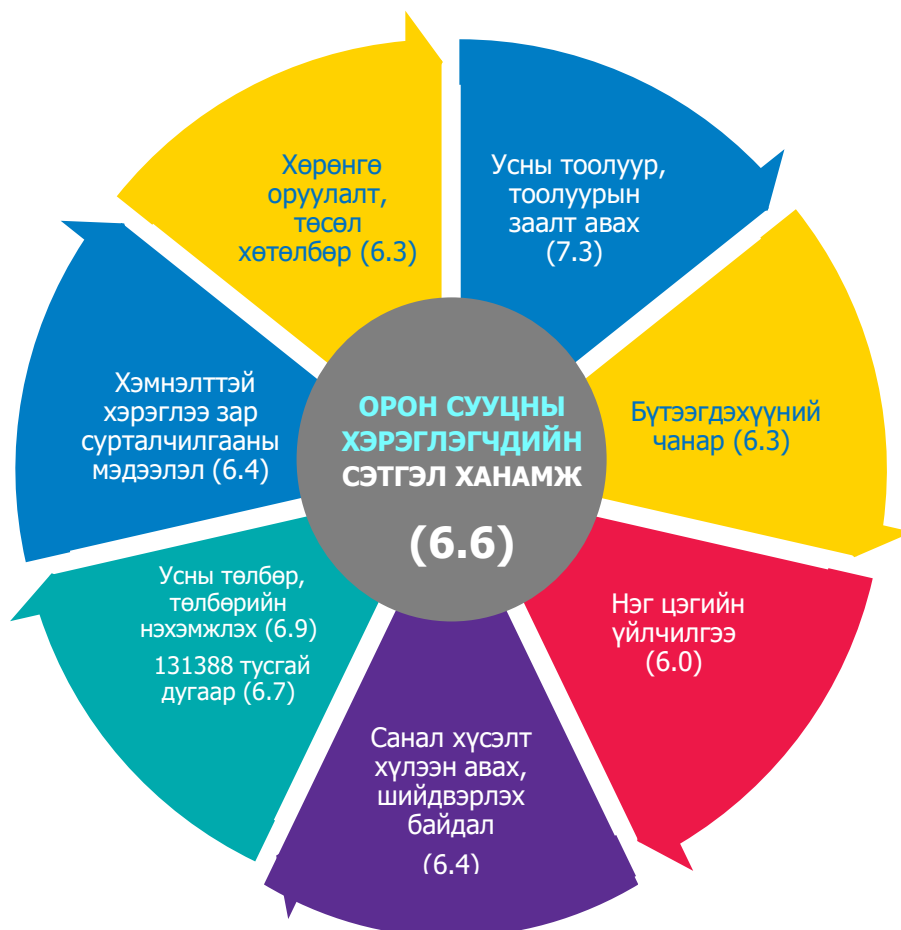 Хөрөнгө
оруулалт,
төсөл
хөтөлбөр (6.3)
Усны тоолуур,
тоолуурын
заалт авах
(7.3)
Бүтээгдэхүүний
чанар (6.3)
Нэг цэгийн
үйлчилгээ
(6.0)
Санал хүсэлт
хүлээн авах,
шийдвэрлэх
байдал
(6.4)
Усны төлбөр,
төлбөрийн
нэхэмжлэх (6.9)
131388 тусгай
дугаар (6.7)
Хэмнэлттэй
хэрэглээ зар
сурталчилгааны
мэдээлэл (6.4)
ОРОН СУУЦНЫ
ХЭРЭГЛЭГЧДИЙН
СЭТГЭЛ ХАНАМЖ
(6.6)